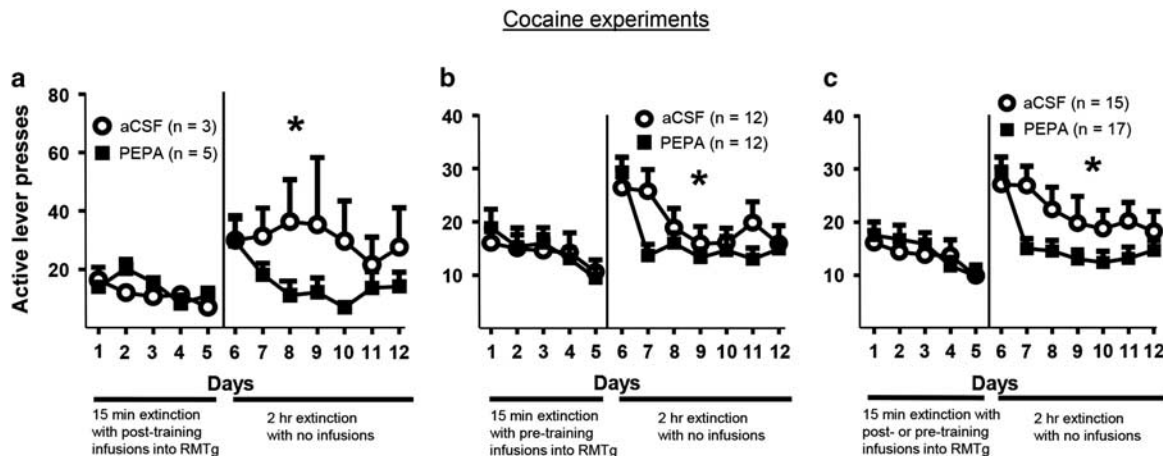 Cocaine experiments
a
Active lever presses
80
60
40
20
aCSF (n = 3)
PEPA (n = 5)
*
1 2 3 4 5 6 7 8 9 10 11 12
Days
15 min extinction
with post-training
infusions into RMTg
2 hr extinction
with no infusions
b
40
30
20
10
aCSF (n = 12)
PEPA (n = 12)
*
1 2 3 4 5 6 7 8 9 10 11 12
Days
15 min extinction
with pre-training
infusions into RMTg
2 hr extinction
with no infusions
c
40
30
20
10
aCSF (n = 15)
PEPA (n = 17)
*
1 2 3 4 5 6 7 8 9 10 11 12
Days
15 min extinction with
post- or pre-training
infusions into RMTg
2 hr extinction
with no infusions